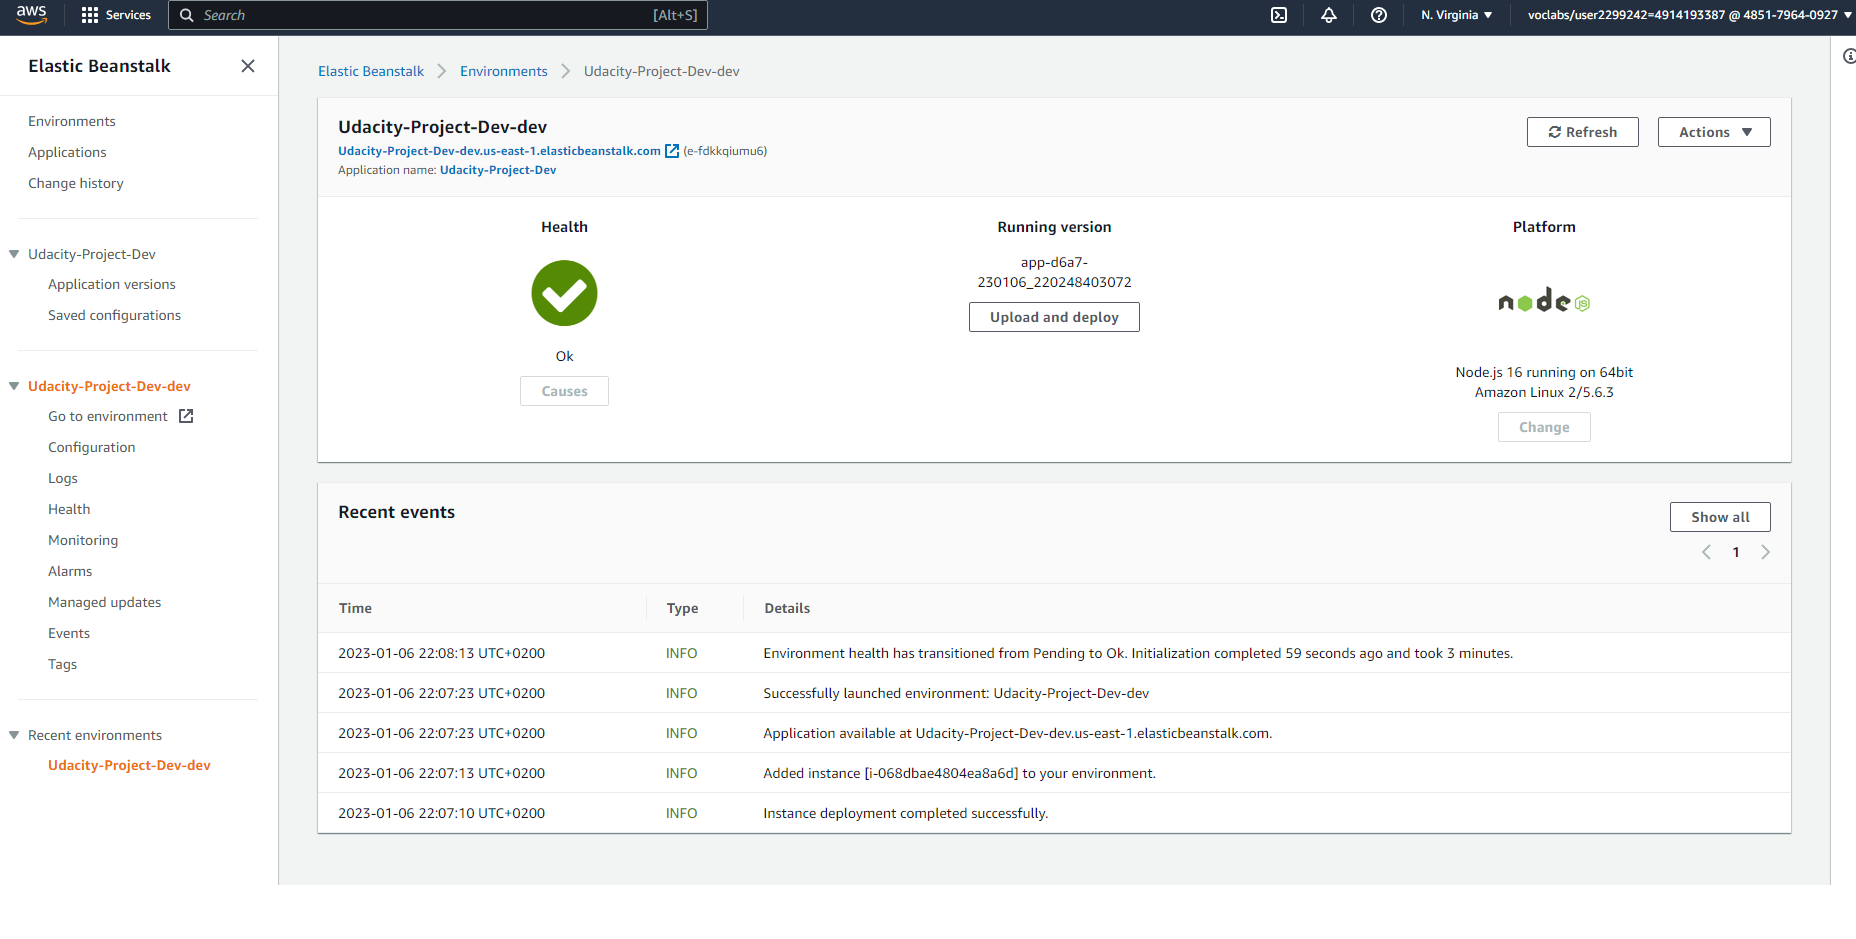 aws
Services
Search
[Alt+S]
N. Virginia
voclabs/user2299242=4914193387 @ 4851-7964-0927
Elastic Beanstalk
Environments
Applications
Change history
Udacity-Project-Dev
Application versions
Saved configurations
Udacity-Project-Dev-dev
Go to environment
Configuration
Logs
Health
Monitoring
Alarms
Managed updates
Events
Tags
Recent environments
Udacity-Project-Dev-dev
Elastic Beanstalk
Environments
Udacity-Project-Dev-dev
Udacity-Project-Dev-dev
Udacity-Project-Dev-dev.us-east-1.elasticbeanstalk.com (e-fdkkqiumu6)
Application name: Udacity-Project-Dev
Refresh
Actions
Health
Ok
Causes
Running version
app-d6a7-
230106_220248403072
Upload and deploy
Platform
node JS
Node.js 16 running on 64bit
Amazon Linux 2/5.6.3
Change
Recent events
Show all
1
Time Type Details
2023-01-06 22:08:13 UTC+0200 INFO Environment health has transitioned from Pending to Ok. Initialization completed 59 seconds ago and took 3 minutes.
2023-01-06 22:07:23 UTC+0200 INFO Successfully launched environment: Udacity-Project-Dev-dev
2023-01-06 22:07:23 UTC+0200 INFO Application available at Udacity-Project-Dev-dev.us-east-1.elasticbeanstalk.com.
2023-01-06 22:07:13 UTC+0200 INFO Added instance [i-068dbae4804ea8a6d] to your environment.
2023-01-06 22:07:10 UTC+0200 INFO Instance deployment completed successfully.